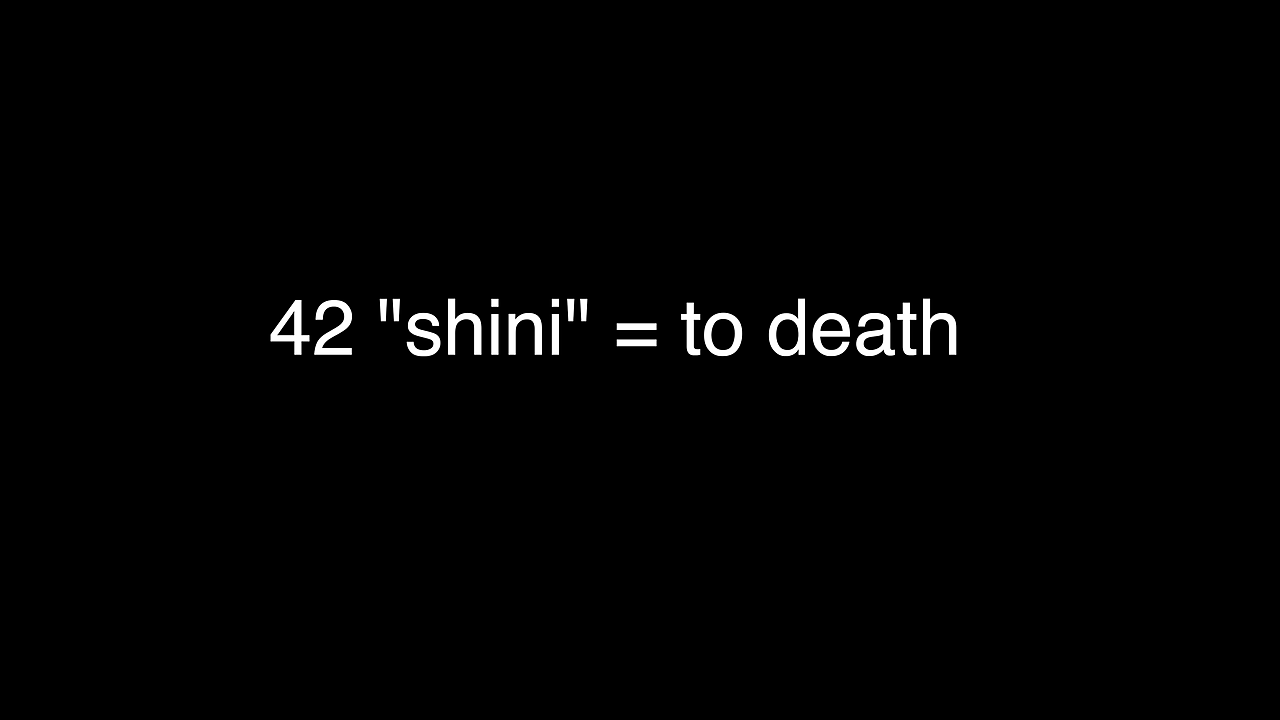 42 "shini" = to death